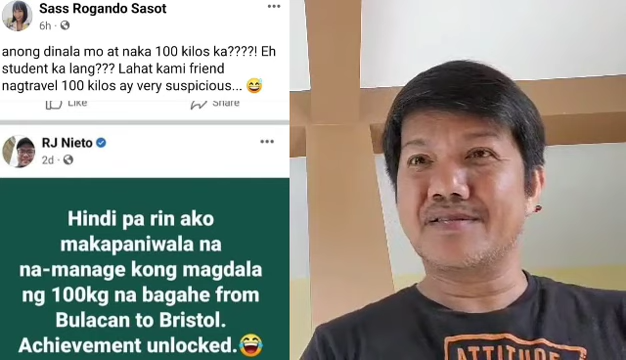 Sass Rogando Sasot
6h ·
anong dinala mo at naka 100 kilos ka????! Eh
student ka lang??? Lahat kami friend
nagtravel 100 kilos ay very suspicious... 😅
Like Share
RJ Nieto
2d ·
Hindi pa rin ako
makapaniwala na
na-manage kong magdala
ng 100kg na bagahe from
Bulacan to Bristol.
Achievement unlocked.😂
ATTITUDE